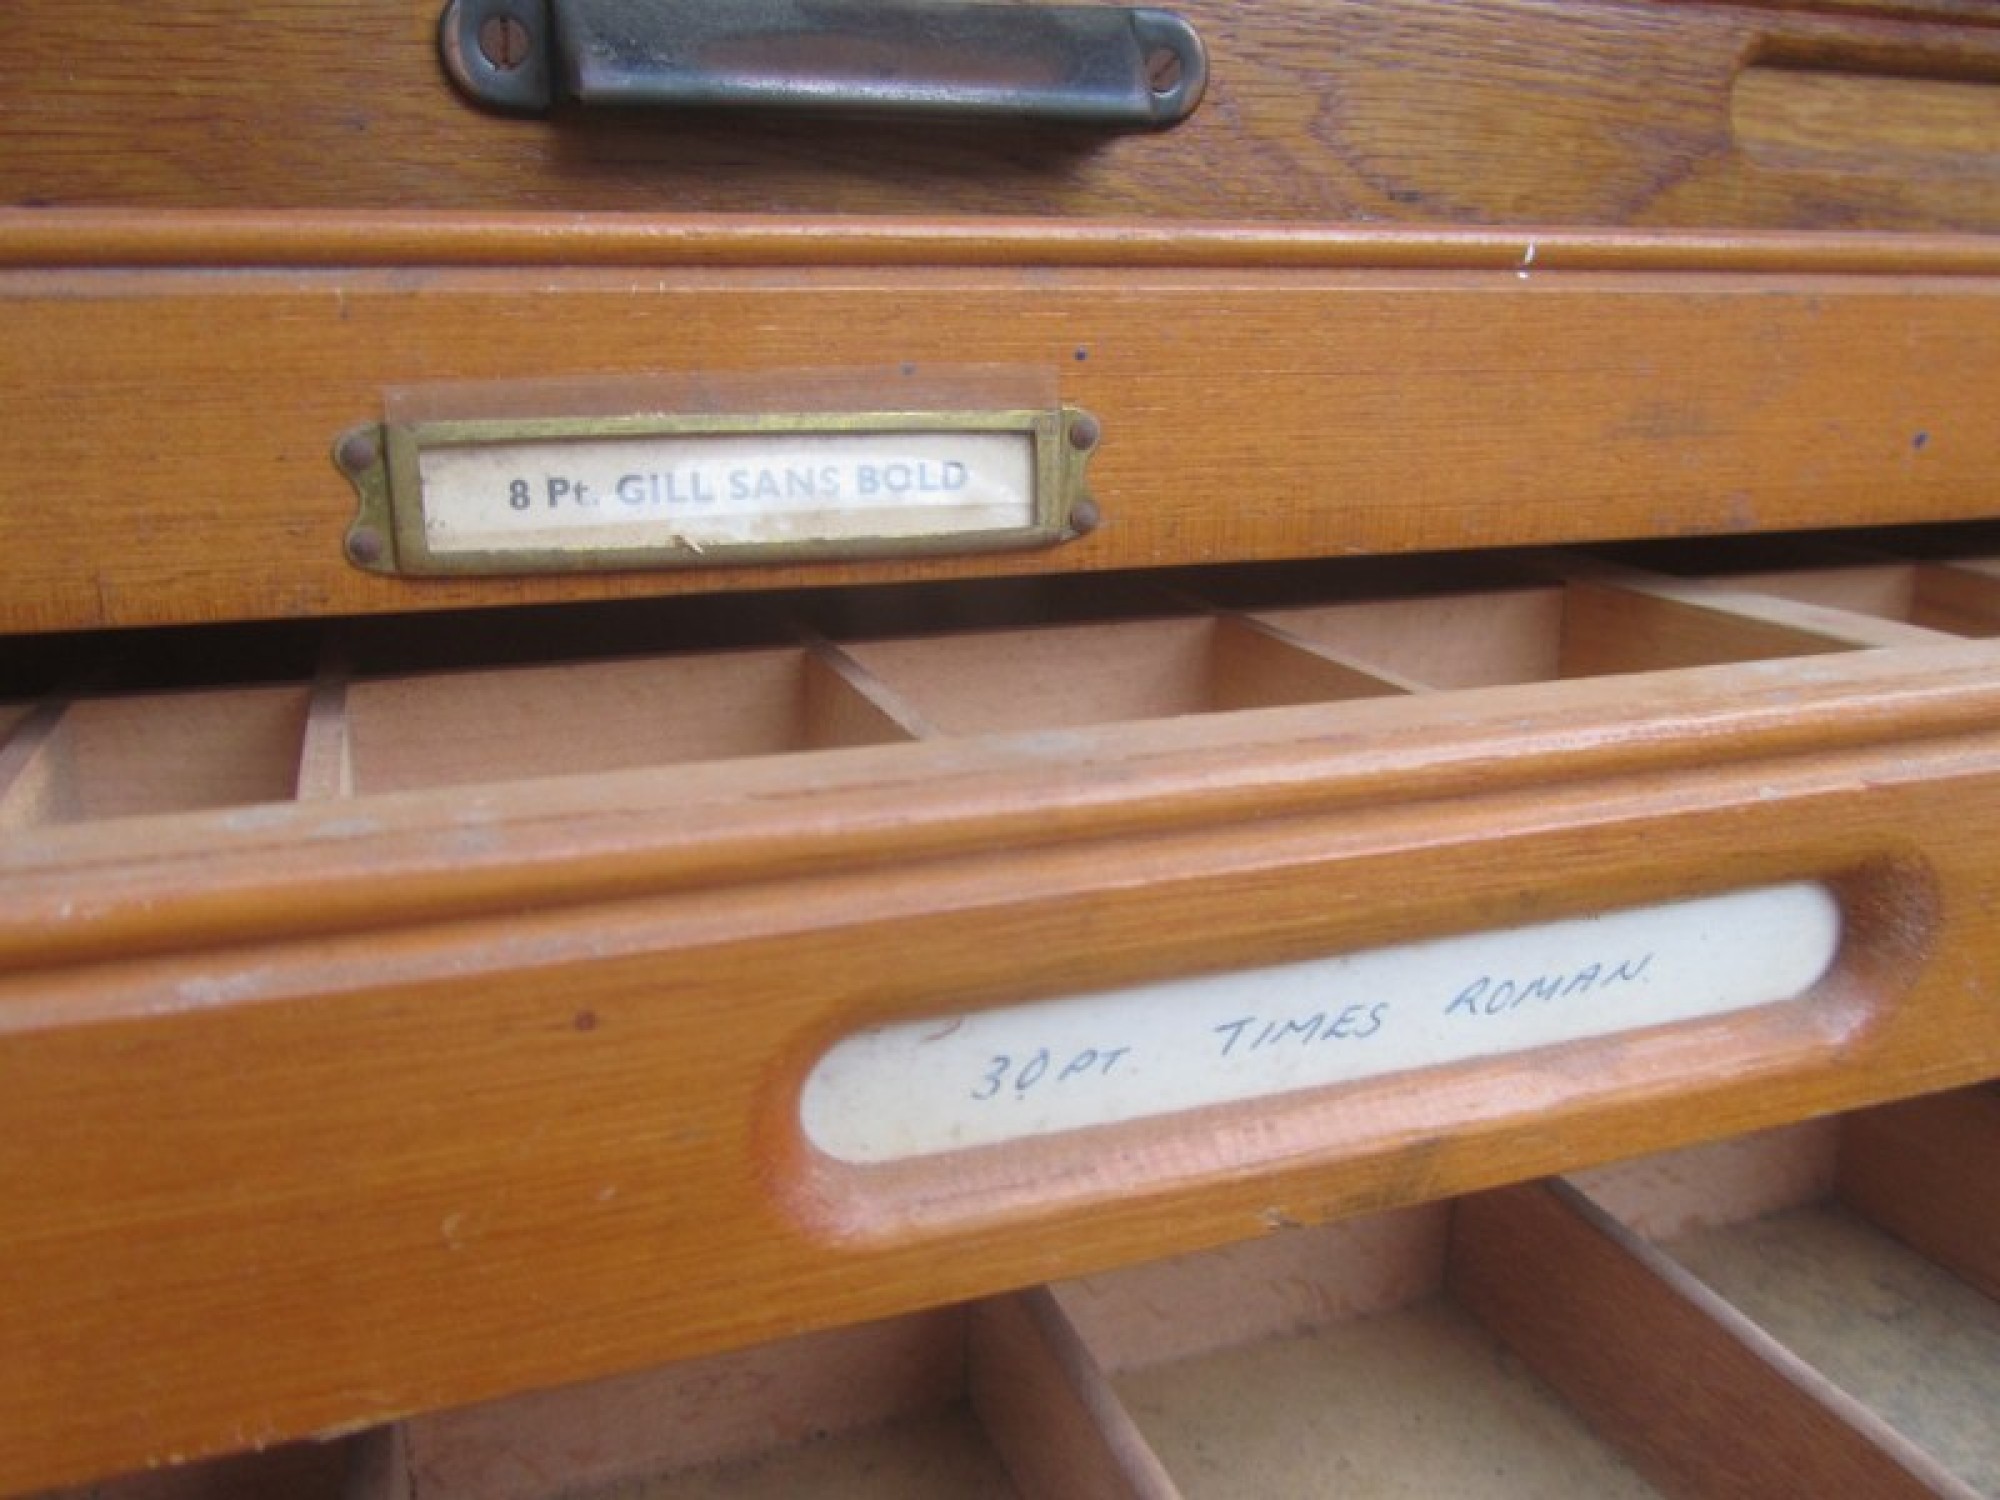 8 Pt. GILL SANS BOLD
30 PT. TIMES ROMAN.